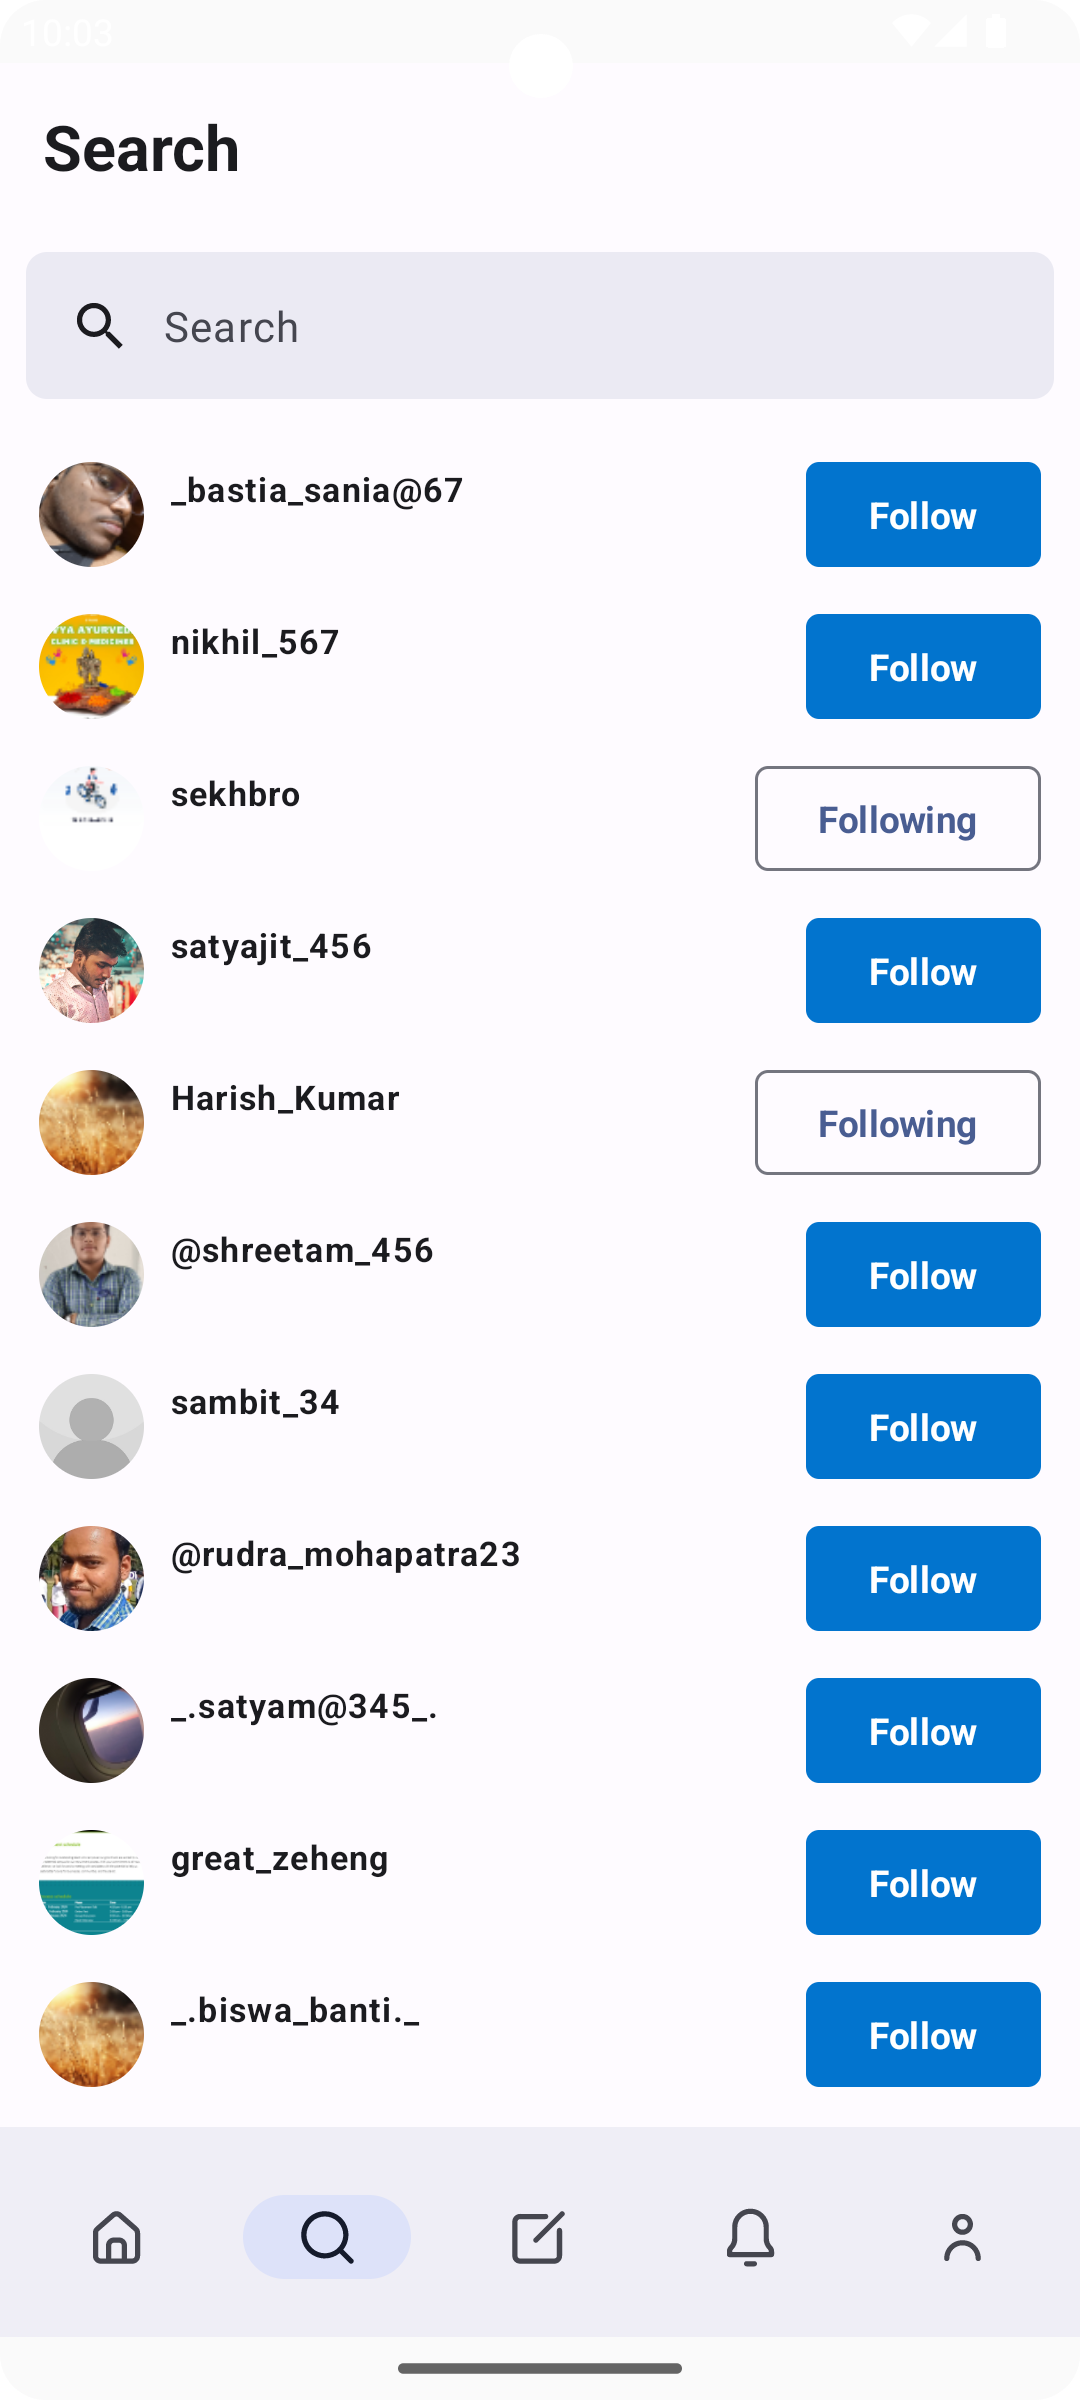 10:03
Search
Search
_bastia_sania@67
Follow
nikhil_567
Follow
sekhbro
Following
satyajit_456
Follow
Harish_Kumar
Following
@shreetam_456
Follow
sambit_34
Follow
@rudra_mohapatra23
Follow
_.satyam@345_.
Follow
great_zeheng
Follow
_.biswa_banti._
Follow